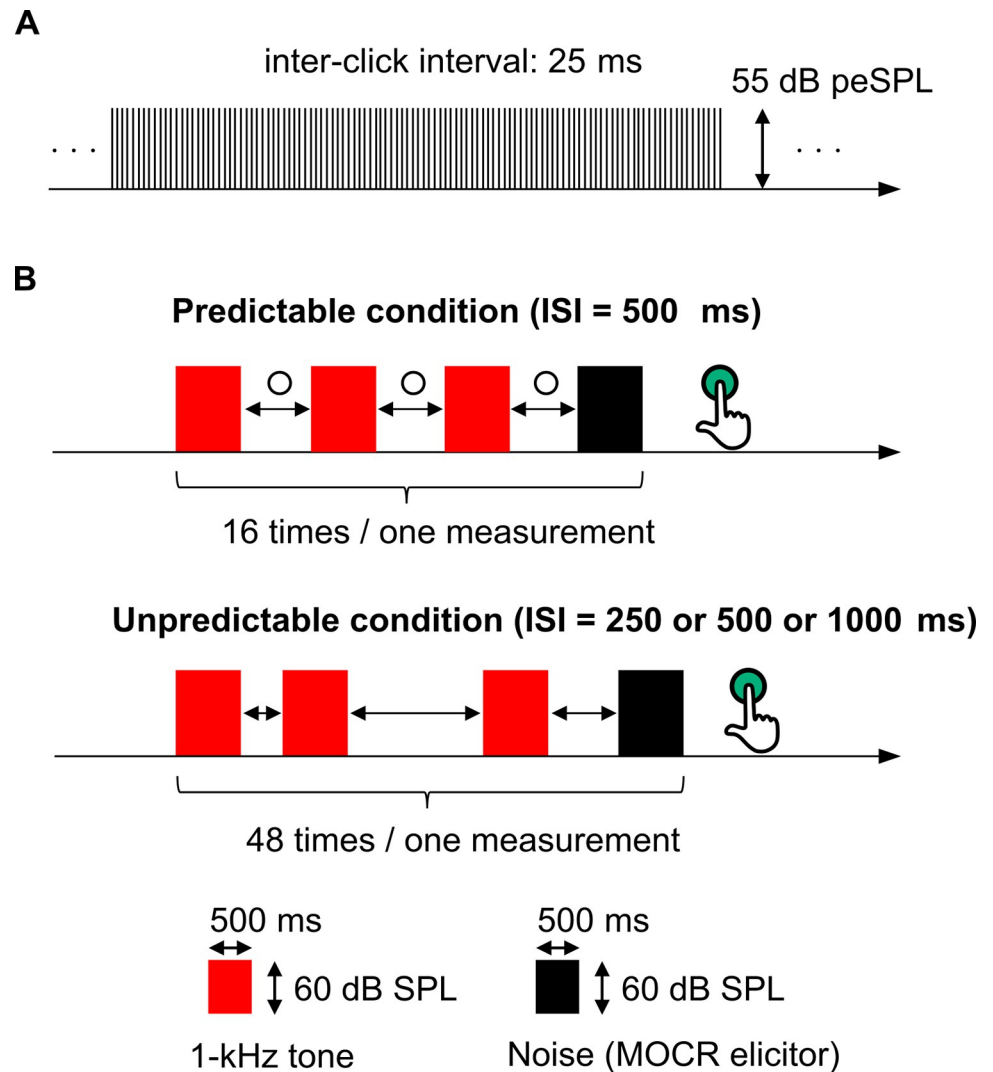 A
inter-click interval: 25 ms
55 dB peSPL
. . .
. . .
B
Predictable condition (ISI = 500 ms)
16 times / one measurement
Unpredictable condition (ISI = 250 or 500 or 1000 ms)
48 times / one measurement
500 ms
500 ms
60 dB SPL
60 dB SPL
1-kHz tone
Noise (MOCR elicitor)